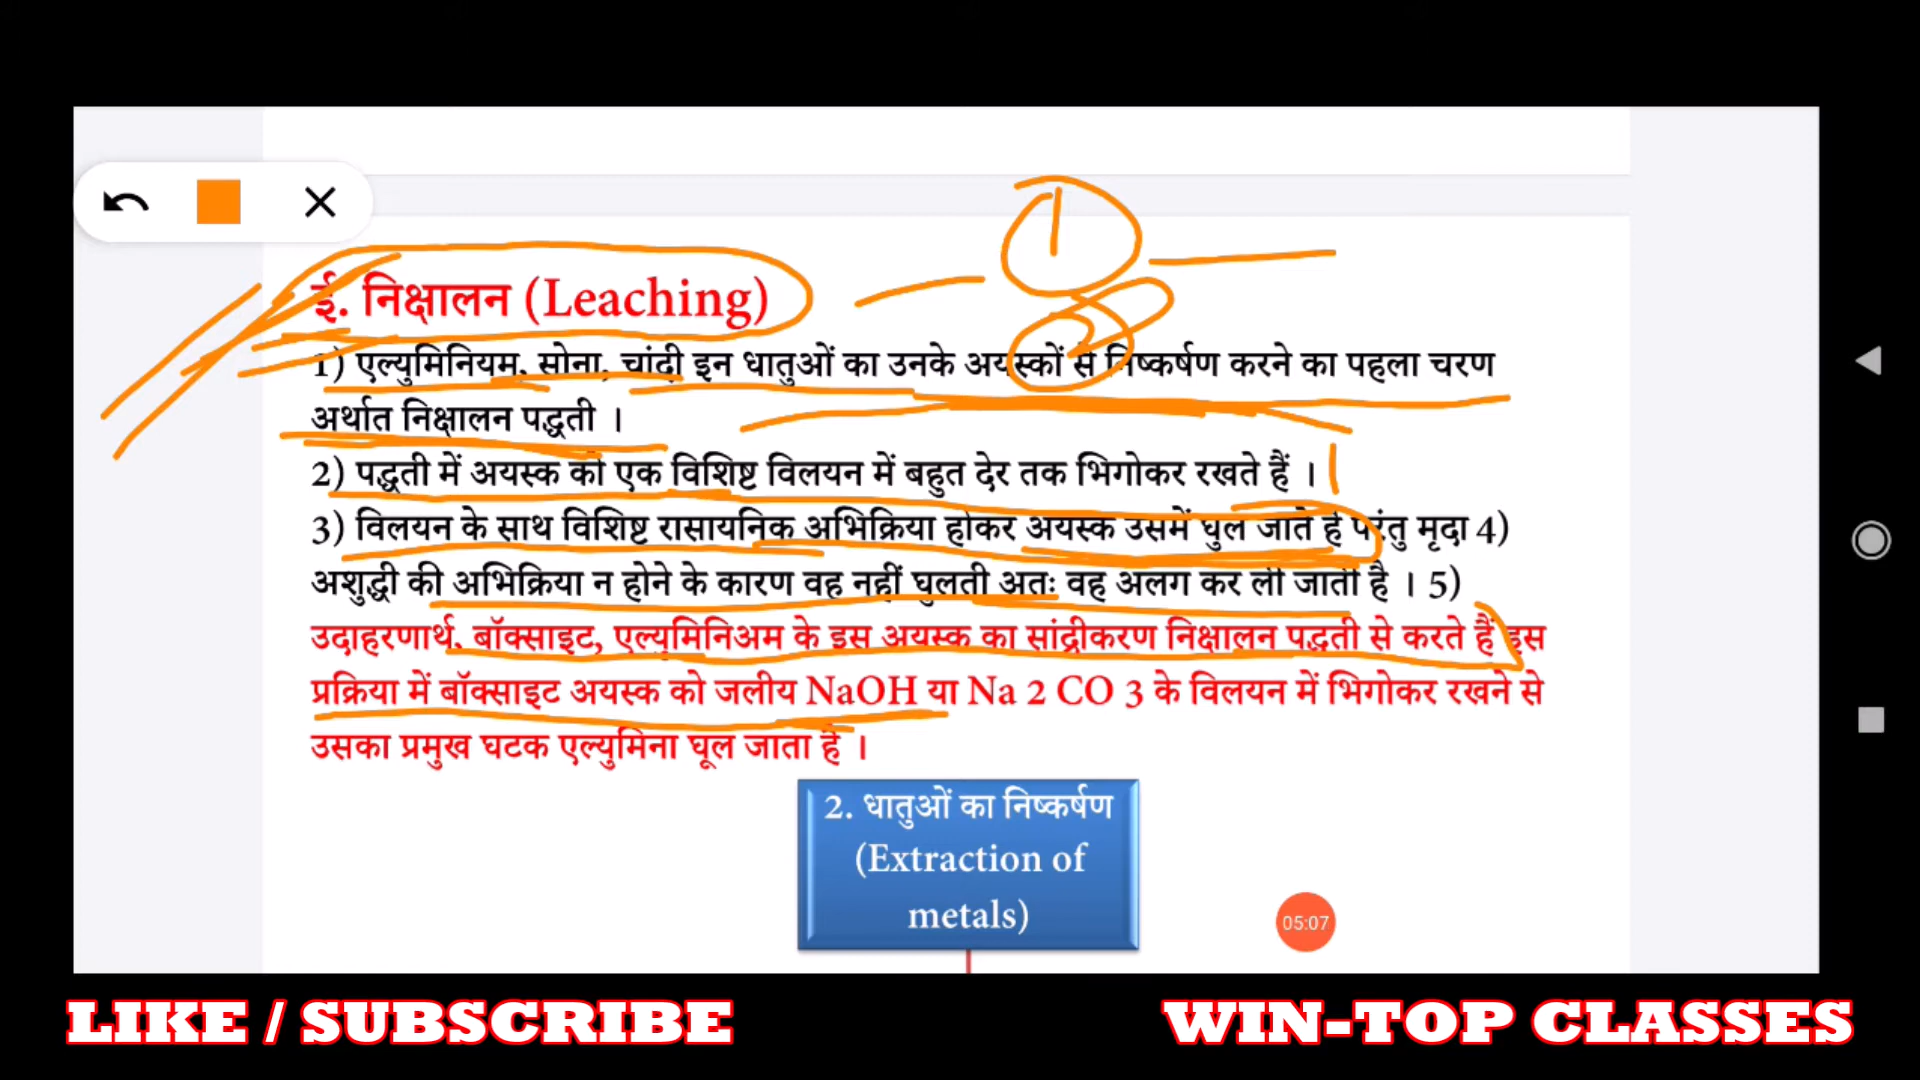 1
ई. निक्षालन (Leaching)
2
1) एल्युमिनियम, सोना, चांदी इन धातुओं का उनके अयस्कों से निष्कर्षण करने का पहला चरण
अर्थात निक्षालन पद्धती ।
2) पद्धती में अयस्क को एक विशिष्ट विलयन में बहुत देर तक भिगोकर रखते हैं ।
3) विलयन के साथ विशिष्ट रासायनिक अभिक्रिया होकर अयस्क उसमें घुल जाते है परंतु मृदा 4)
अशुद्धी की अभिक्रिया न होने के कारण वह नहीं घुलती अतः वह अलग कर ली जाती है । 5)
उदाहरणार्थ, बॉक्साइट, एल्युमिनिअम के इस अयस्क का सांद्रीकरण निक्षालन पद्धती से करते हैं इस
प्रक्रिया में बॉक्साइट अयस्क को जलीय NaOH या Na 2 CO 3 के विलयन में भिगोकर रखने से
उसका प्रमुख घटक एल्युमिना घूल जाता है ।
2. धातुओं का निष्कर्षण
(Extraction of
metals)
05:07
LIKE / SUBSCRIBE
WIN-TOP CLASSES